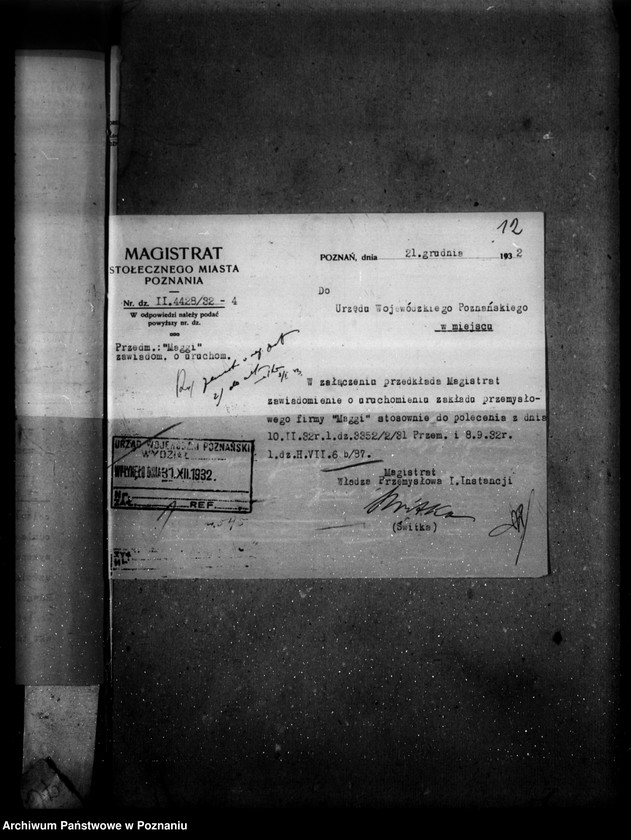 12
MAGISTRAT
STOŁECZNEGO MIASTA
POZNANIA
Nr. dz. II.4428/32 - 4
W odpowiedzi należy podać
powyższy nr. dz.
Przedm.: "Maggi"
zawiadom. o uruchom.
POZNAŃ, dnia 21.grudnia 1932
Do
Urzędu Wojewódzkiego Poznańskiego
w miejscu
W załączeniu przedkłada Magistrat
zawiadomienie o uruchomieniu zakładu przemysło-
wego firmy "Maggi" stosownie do polecenia z dnia
10.II.32r.l.dz.3352/2/31 Przem. i 8.9.32r.
l.dz.H.VII.6 b/37.
Magistrat
Władza Przemysłowa I.Instancji
(Świtka)
URZĄD WOJEWÓDZKI POZNAŃSKI
WYDZIAŁ
WPŁYNĘŁO DNIA 31.XII.1932.
NR.
ZAŁ. REF.
Archiwum Państwowe w Poznaniu